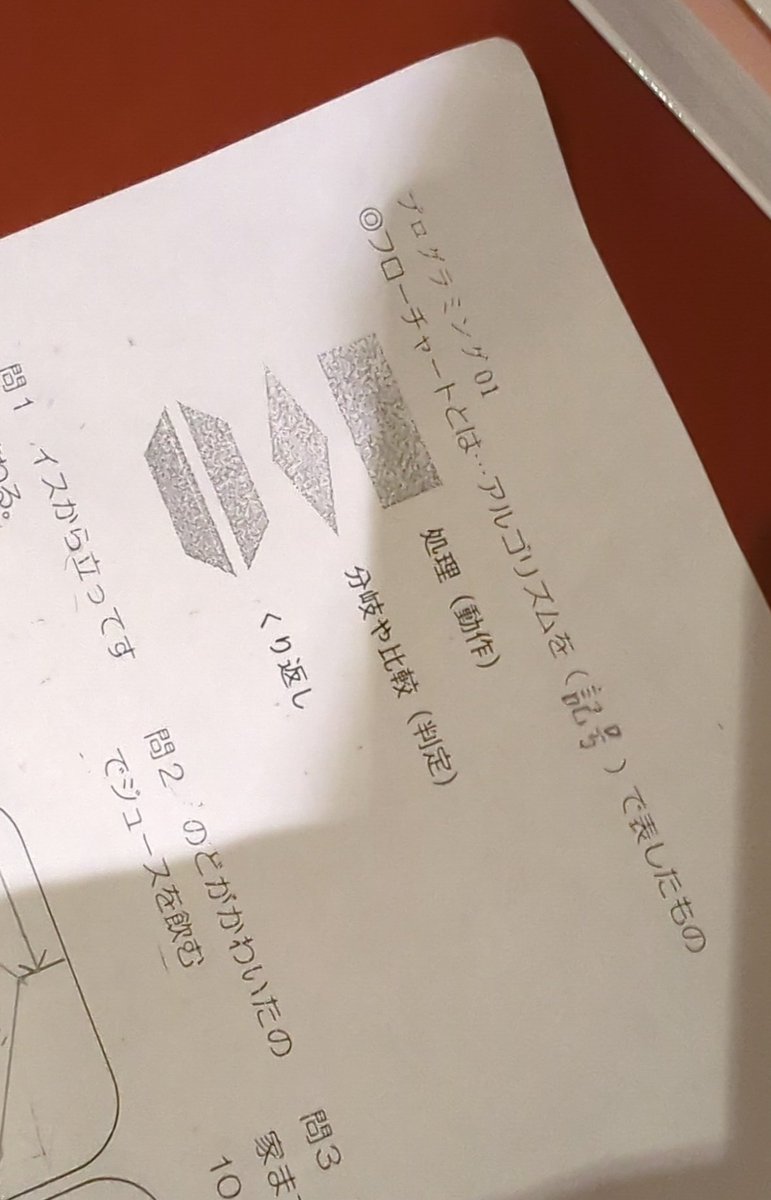 プログラミング01
◎フローチャートとは…アルゴリズムを（記号）で表したもの
処理（動作）
分岐や比較（判定）
くり返し
問1 イスから立ってす
わる。
問2 のどがかわいたの
でジュースを飲む
問3
家まで
10